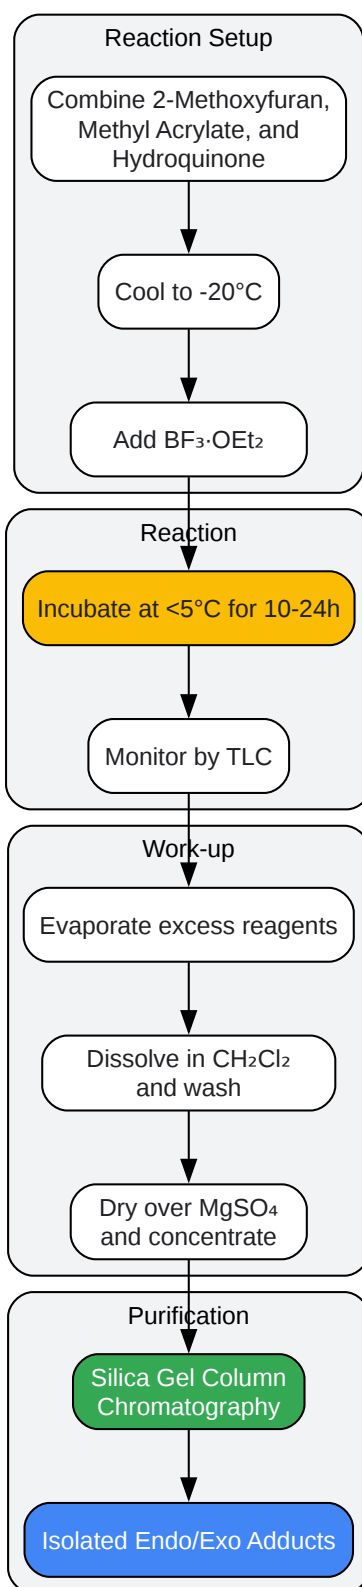 Reaction Setup
Combine 2-Methoxyfuran,
Methyl Acrylate, and
Hydroquinone
Cool to -20°C
Add BF₃·OEt₂
Reaction
Incubate at <5°C for 10-24h
Monitor by TLC
Work-up
Evaporate excess reagents
Dissolve in CH₂Cl₂
and wash
Dry over MgSO₄
and concentrate
Purification
Silica Gel Column
Chromatography
Isolated Endo/Exo Adducts